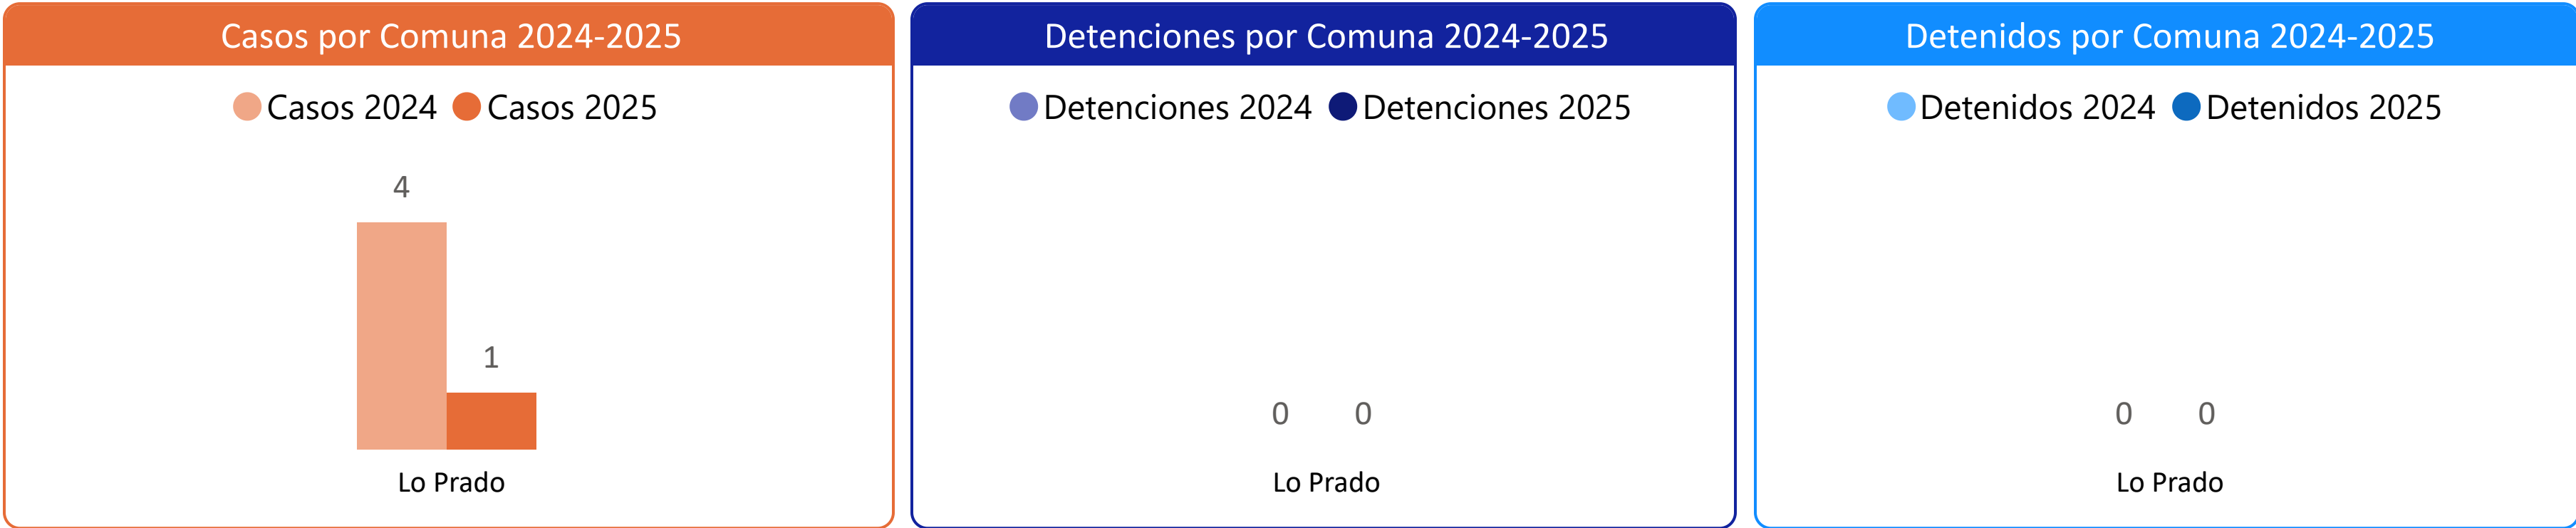 Casos por Comuna 2024-2025
Casos 2024 Casos 2025
4
1
Lo Prado
Detenciones por Comuna 2024-2025
Detenciones 2024 Detenciones 2025
0 0
Lo Prado
Detenidos por Comuna 2024-2025
Detenidos 2024 Detenidos 2025
0 0
Lo Prado